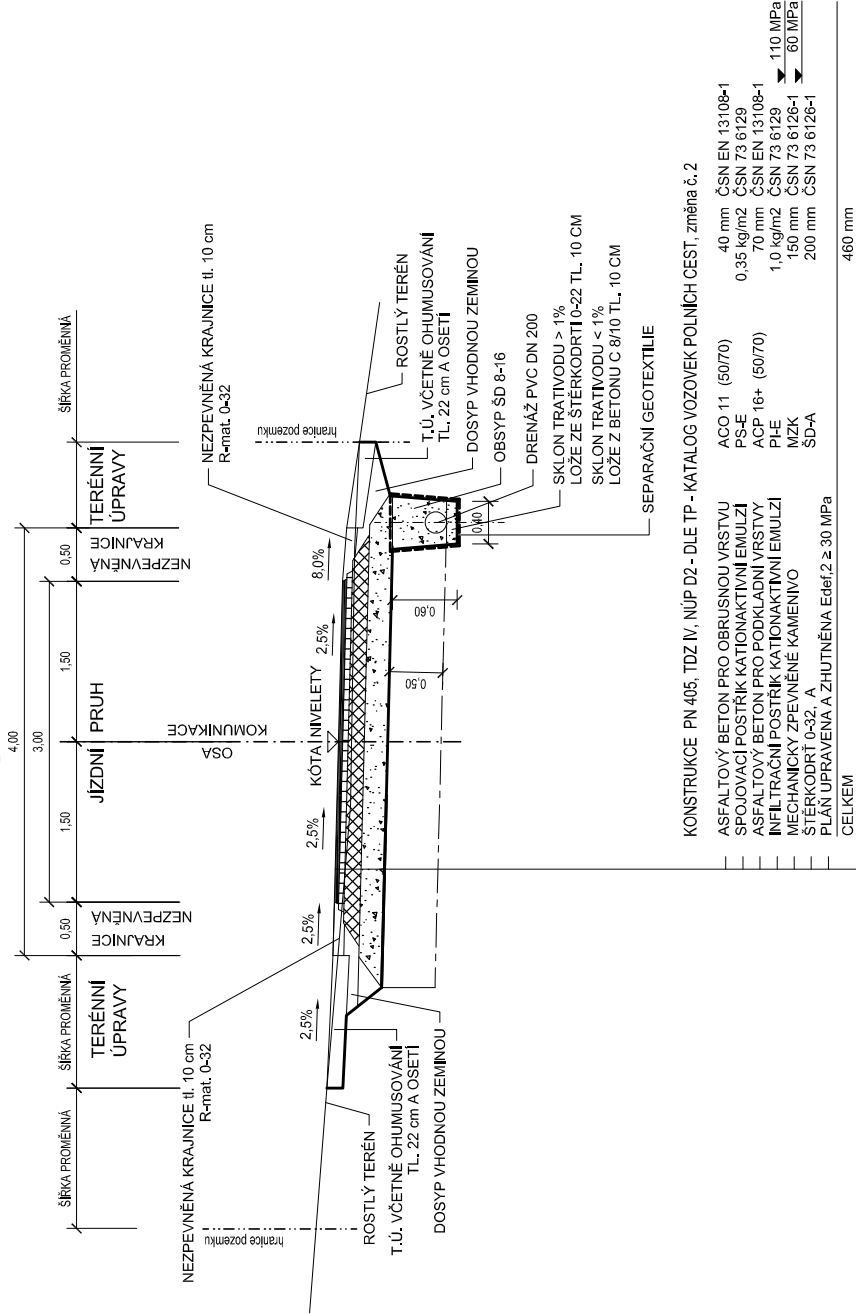 4,00
3,00
ŠÍŘKA PROMĚNNÁ
ŠÍŘKA PROMĚNNÁ
0,50
1,50
1,50
0,50
ŠÍŘKA PROMĚNNÁ
TERÉNNÍ
ÚPRAVY
NEZPEVNĚNÁ
KRAJNICE
JÍZDNÍ PRUH
OSA
KOMUNIKACE
NEZPEVNĚNÁ
KRAJNICE
TERÉNNÍ
ÚPRAVY
NEZPEVNĚNÁ KRAJNICE tl. 10 cm
R-mat. 0-32
NEZPEVNĚNÁ KRAJNICE tl. 10 cm
R-mat. 0-32
hranice pozemku
hranice pozemku
2,5%
2,5%
2,5%
KÓTA NIVELETY
2,5%
8,0%
ROSTLÝ TERÉN
T.Ú. VČETNĚ OHUMUSOVÁNÍ
TL. 22 cm A OSETÍ
DOSYP VHODNOU ZEMINOU
0,50
0,60
0,40
ROSTLÝ TERÉN
T.Ú. VČETNĚ OHUMUSOVÁNÍ
TL. 22 cm A OSETÍ
DOSYP VHODNOU ZEMINOU
OBSYP ŠD 8-16
DRENÁŽ PVC DN 200
SKLON TRATIVODU > 1%
LOŽE ZE ŠTĚRKODRTI 0-22 TL. 10 CM
SKLON TRATIVODU < 1%
LOŽE Z BETONU C 8/10 TL. 10 CM
SEPARAČNÍ GEOTEXTILIE
KONSTRUKCE PN 405, TDZ IV, NÚP D2 - DLE TP - KATALOG VOZOVEK POLNÍCH CEST, změna č. 2
ASFALTOVÝ BETON PRO OBRUSNOU VRSTVU ACO 11 (50/70) 40 mm ČSN EN 13108-1
SPOJOVACÍ POSTŘIK KATIONAKTIVNÍ EMULZÍ PS-E 0,35 kg/m2 ČSN 73 6129
ASFALTOVÝ BETON PRO PODKLADNÍ VRSTVY ACP 16+ (50/70) 70 mm ČSN EN 13108-1
INFILTRAČNÍ POSTŘIK KATIONAKTIVNÍ EMULZÍ PI-E 1,0 kg/m2 ČSN 73 6129 110 MPa
MECHANICKY ZPEVNĚNÉ KAMENIVO MZK 150 mm ČSN 73 6126-1 60 MPa
ŠTĚRKODRŤ 0-32, A ŠD-A 200 mm ČSN 73 6126-1
PLÁŇ UPRAVENA A ZHUTNĚNA Edef,2 ≥ 30 MPa
CELKEM 460 mm